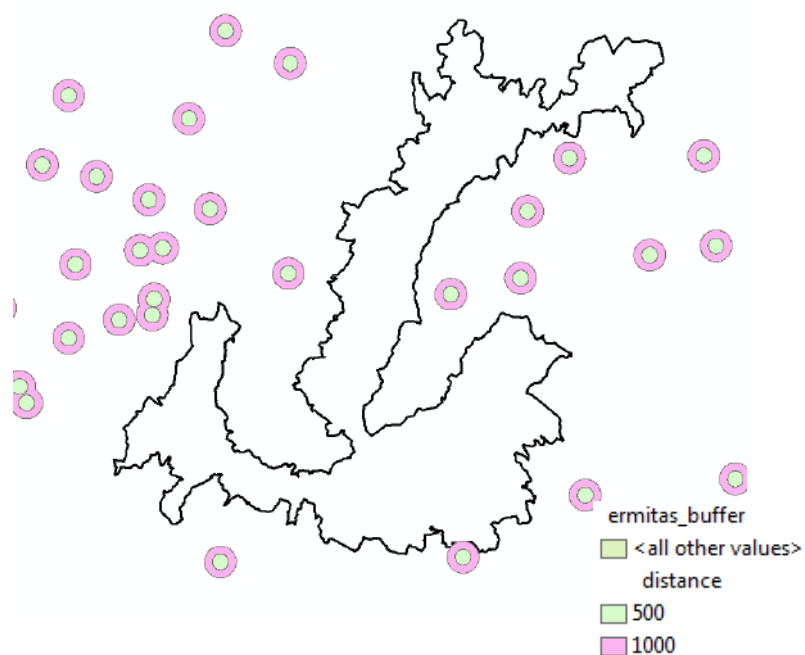 ermitas_buffer
<all other values>
distance
500
1000